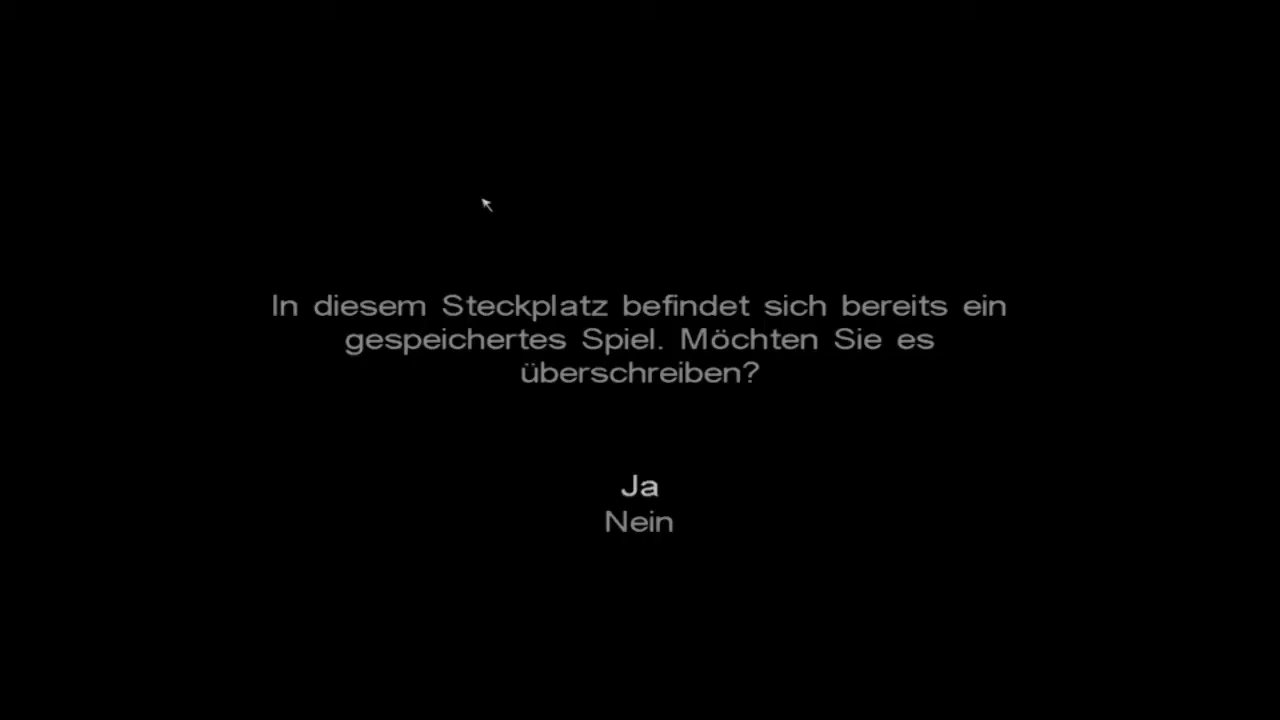 In diesem Steckplatz befindet sich bereits ein
gespeichertes Spiel. Möchten Sie es
überschreiben?
Ja
Nein